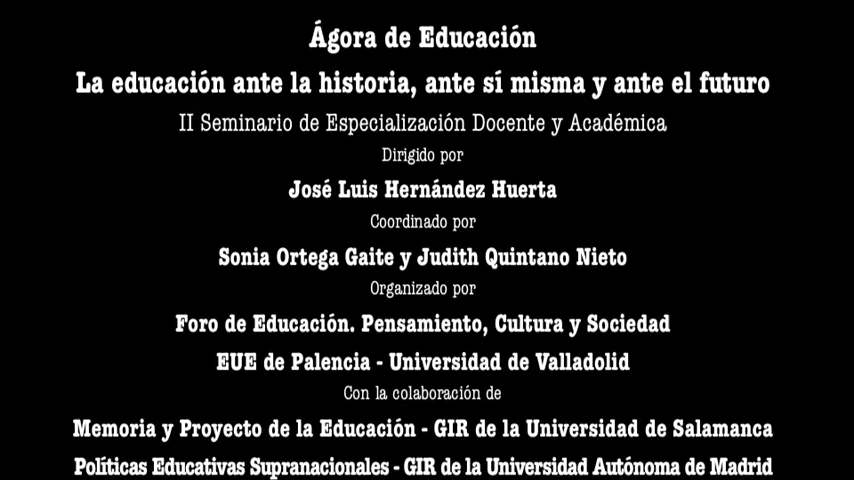 Ágora de Educación
La educación ante la historia, ante sí misma y ante el futuro
II Seminario de Especialización Docente y Académica
Dirigido por
José Luis Hernández Huerta
Coordinado por
Sonia Ortega Gaite y Judith Quintano Nieto
Organizado por
Foro de Educación. Pensamiento, Cultura y Sociedad
EUE de Palencia - Universidad de Valladolid
Con la colaboración de
Memoria y Proyecto de la Educación - GIR de la Universidad de Salamanca
Políticas Educativas Supranacionales - GIR de la Universidad Autónoma de Madrid